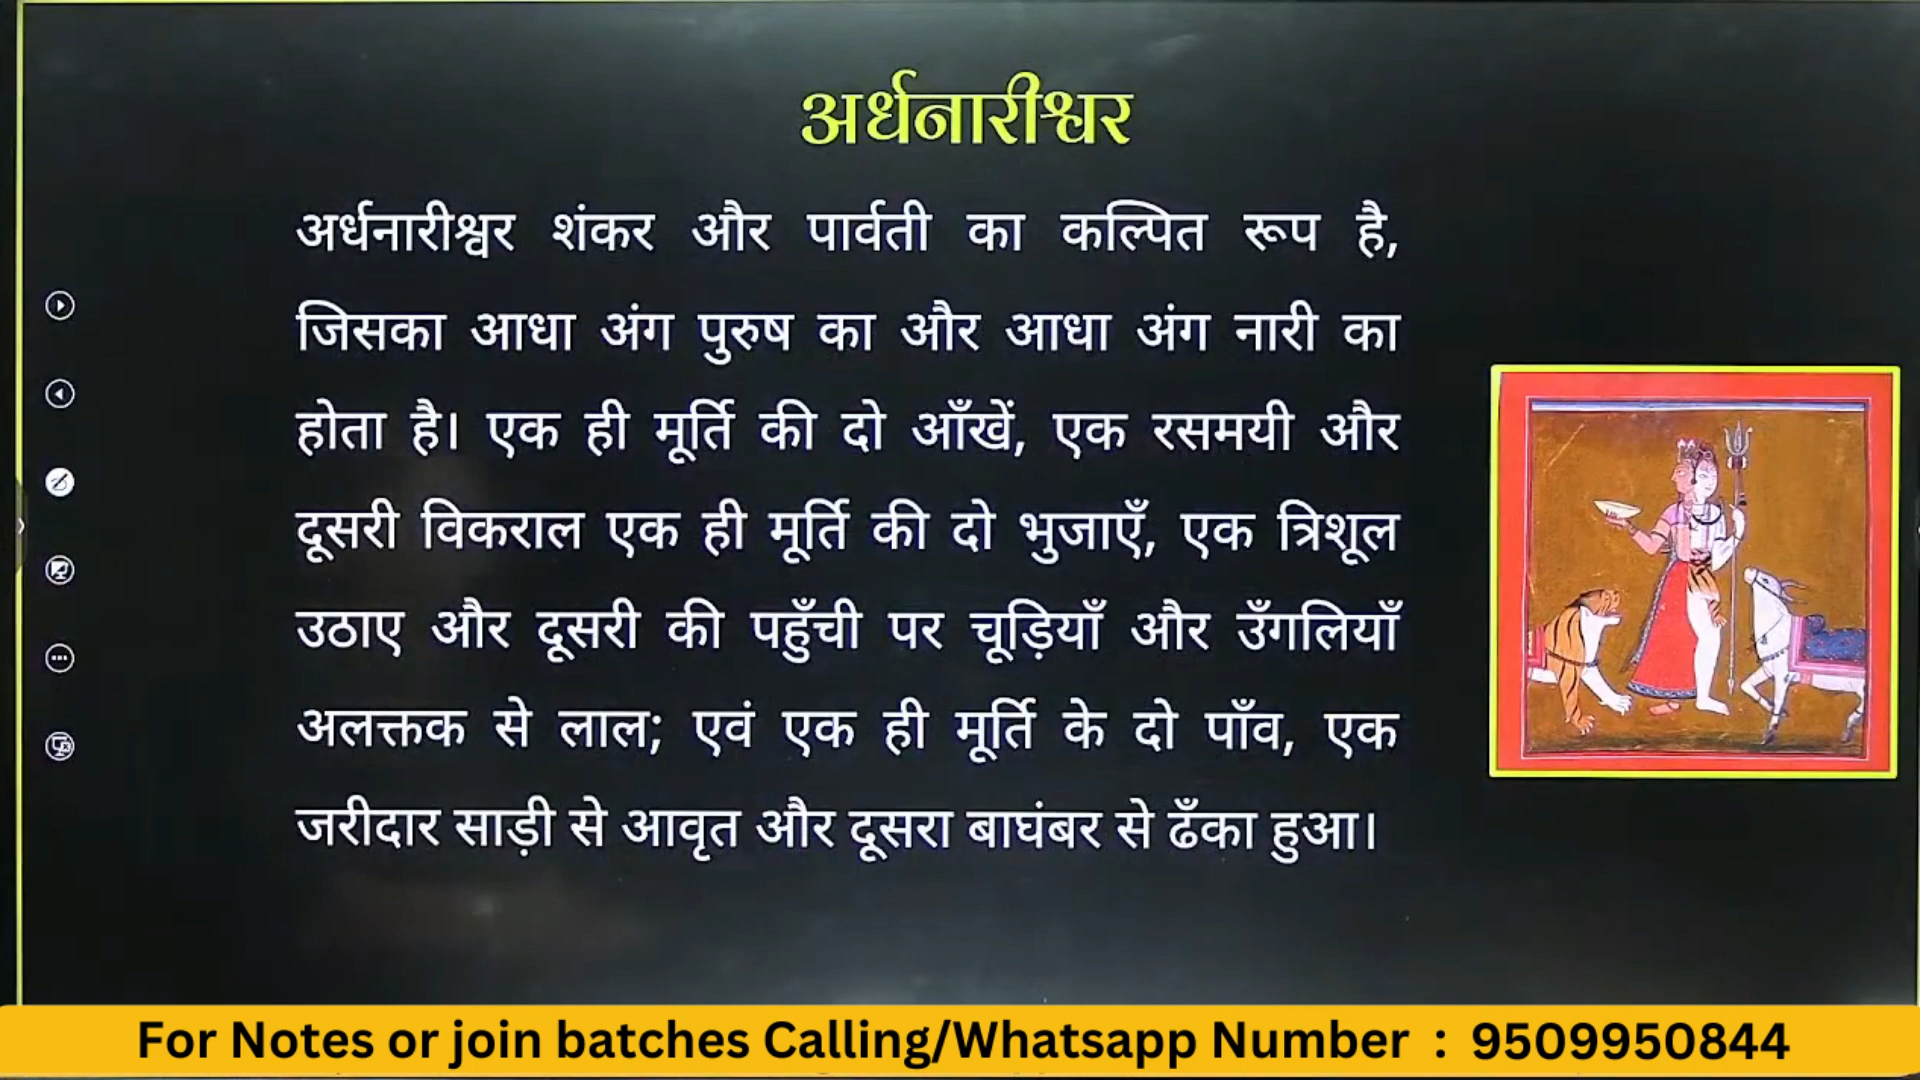 अर्धनारीश्वर
अर्धनारीश्वर शंकर और पार्वती का कल्पित रूप है,
जिसका आधा अंग पुरुष का और आधा अंग नारी का
होता है। एक ही मूर्ति की दो आँखें, एक रसमयी और
दूसरी विकराल एक ही मूर्ति की दो भुजाएँ, एक त्रिशूल
उठाए और दूसरी की पहुँची पर चूड़ियाँ और उँगलियाँ
अलक्तक से लाल; एवं एक ही मूर्ति के दो पाँव, एक
जरीदार साड़ी से आवृत और दूसरा बाघंबर से ढँका हुआ।
For Notes or join batches Calling/Whatsapp Number : 9509950844